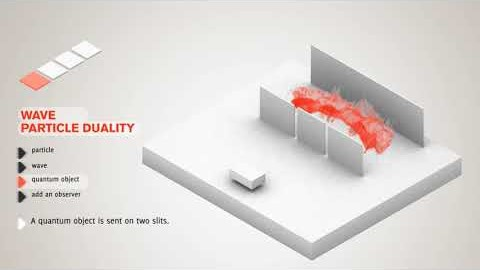 WAVE
PARTICLE DUALITY
particle
wave
quantum object
add an observer
A quantum object is sent on two slits.